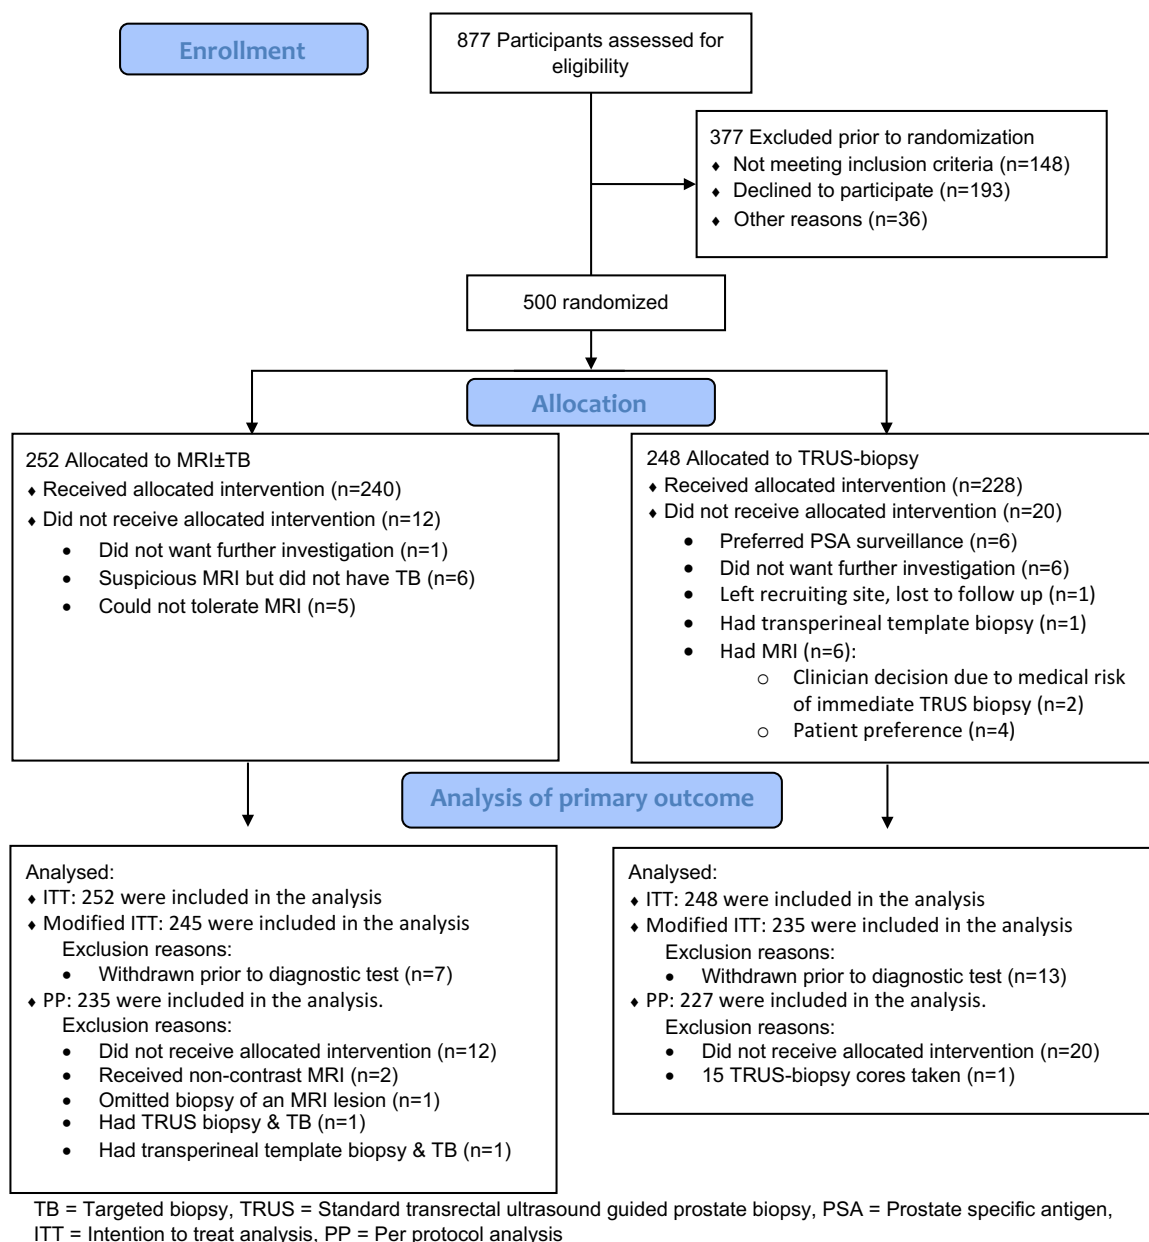 Enrollment
877 Participants assessed for
eligibility
377 Excluded prior to randomization
♦ Not meeting inclusion criteria (n=148)
♦ Declined to participate (n=193)
♦ Other reasons (n=36)
500 randomized
Allocation
252 Allocated to MRI±TB
♦ Received allocated intervention (n=240)
♦ Did not receive allocated intervention (n=12)
• Did not want further investigation (n=1)
• Suspicious MRI but did not have TB (n=6)
• Could not tolerate MRI (n=5)
248 Allocated to TRUS-biopsy
♦ Received allocated intervention (n=228)
♦ Did not receive allocated intervention (n=20)
• Preferred PSA surveillance (n=6)
• Did not want further investigation (n=6)
• Left recruiting site, lost to follow up (n=1)
• Had transperineal template biopsy (n=1)
• Had MRI (n=6):
o Clinician decision due to medical risk
of immediate TRUS biopsy (n=2)
o Patient preference (n=4)
Analysis of primary outcome
Analysed:
♦ ITT: 252 were included in the analysis
♦ Modified ITT: 245 were included in the analysis
Exclusion reasons:
• Withdrawn prior to diagnostic test (n=7)
♦ PP: 235 were included in the analysis.
Exclusion reasons:
• Did not receive allocated intervention (n=12)
• Received non-contrast MRI (n=2)
• Omitted biopsy of an MRI lesion (n=1)
• Had TRUS biopsy & TB (n=1)
• Had transperineal template biopsy & TB (n=1)
Analysed:
♦ ITT: 248 were included in the analysis
♦ Modified ITT: 235 were included in the analysis
Exclusion reasons:
• Withdrawn prior to diagnostic test (n=13)
♦ PP: 227 were included in the analysis.
Exclusion reasons:
• Did not receive allocated intervention (n=20)
• 15 TRUS-biopsy cores taken (n=1)
TB = Targeted biopsy, TRUS = Standard transrectal ultrasound guided prostate biopsy, PSA = Prostate specific antigen,
ITT = Intention to treat analysis, PP = Per protocol analysis